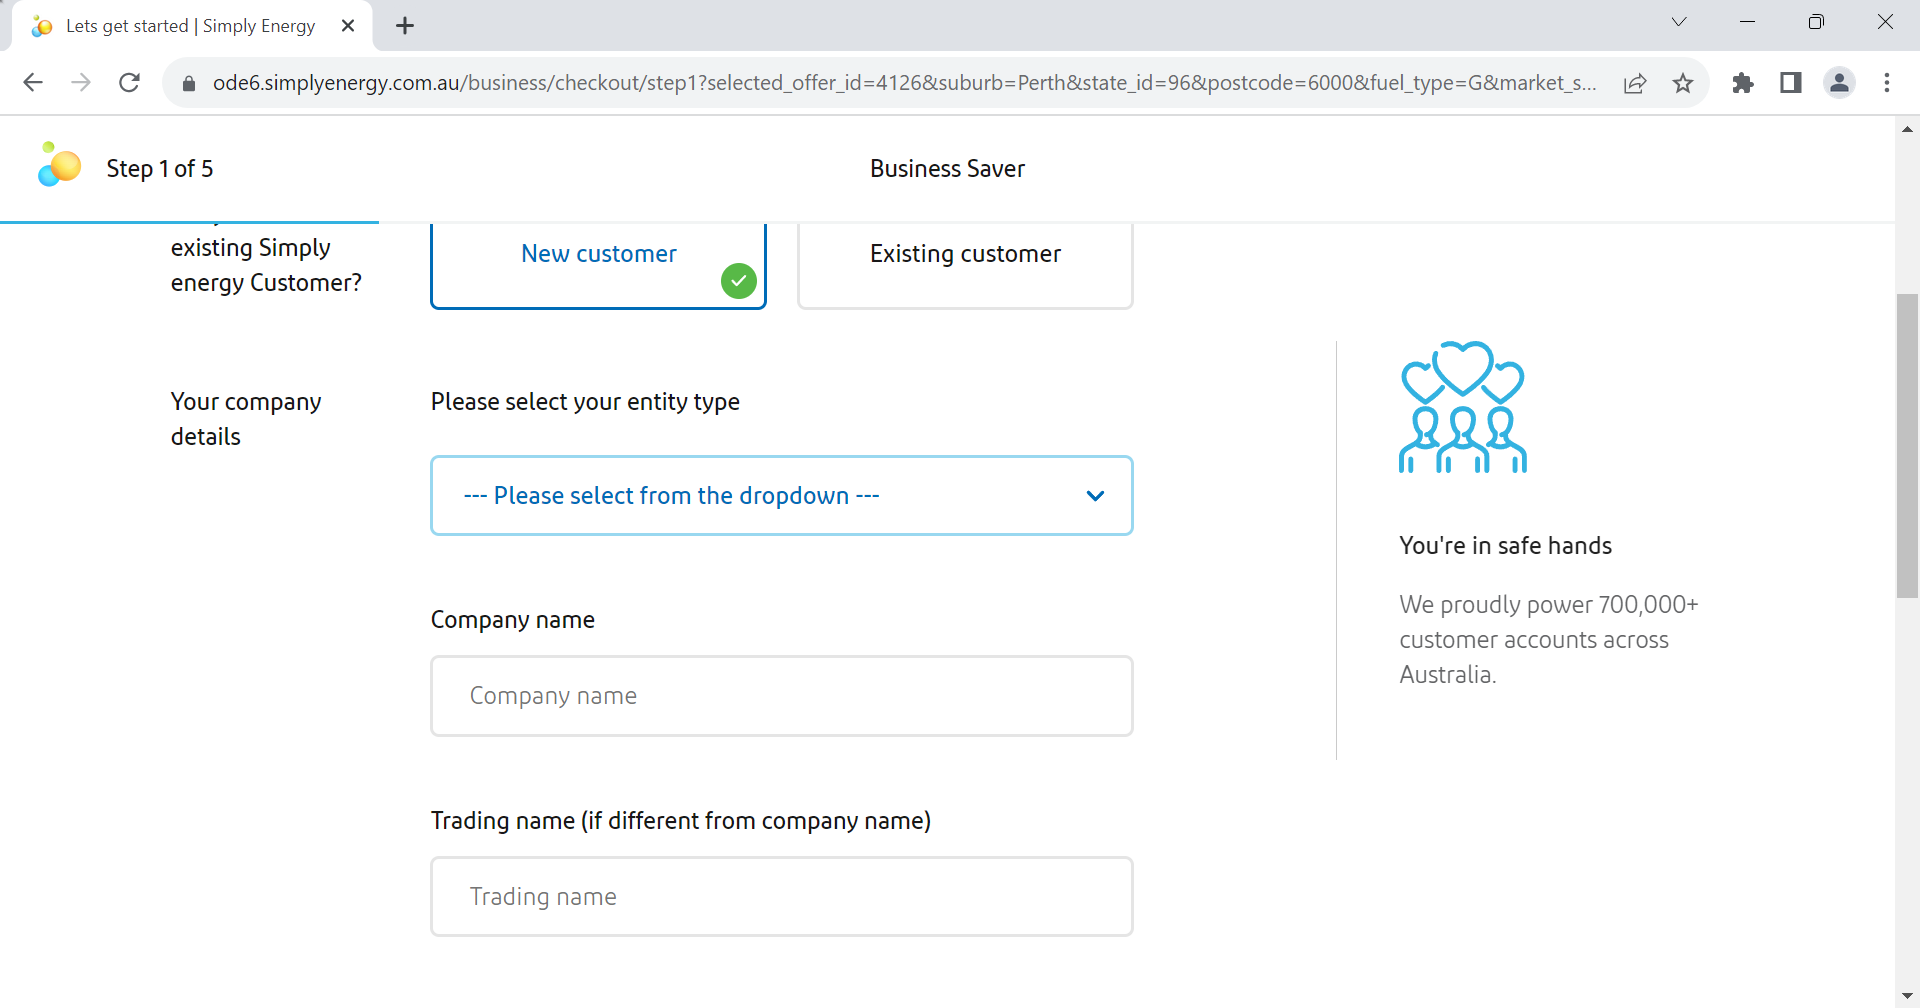 Lets get started | Simply Energy
ode6.simplyenergy.com.au/business/checkout/step1?selected_offer_id=4126&suburb=Perth&state_id=96&postcode=6000&fuel_type=G&market_s...
Step 1 of 5
Business Saver
existing Simply
energy Customer?
New customer
Existing customer
Your company
details
Please select your entity type
--- Please select from the dropdown ---
Company name
Company name
Trading name (if different from company name)
Trading name
You're in safe hands
We proudly power 700,000+
customer accounts across
Australia.